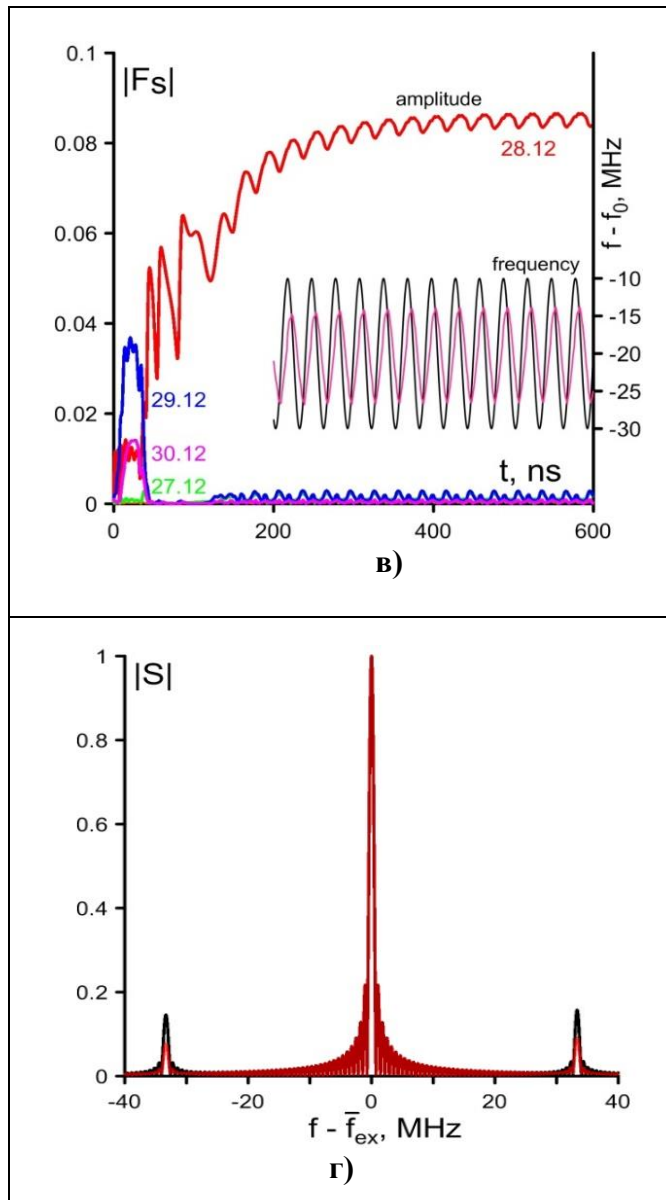 0.1
|Fs|
amplitude
0.08
28.12
f - f₀, MHz
0.06
frequency
-10
0.04
-15
-20
29.12
0.02
-25
30.12
-30
27.12
t, ns
0
0 200 400 600
в)
1
|S|
0.8
0.6
0.4
0.2
0
-40 -20 0 20 40
f - f̅ₑₓ, MHz
г)